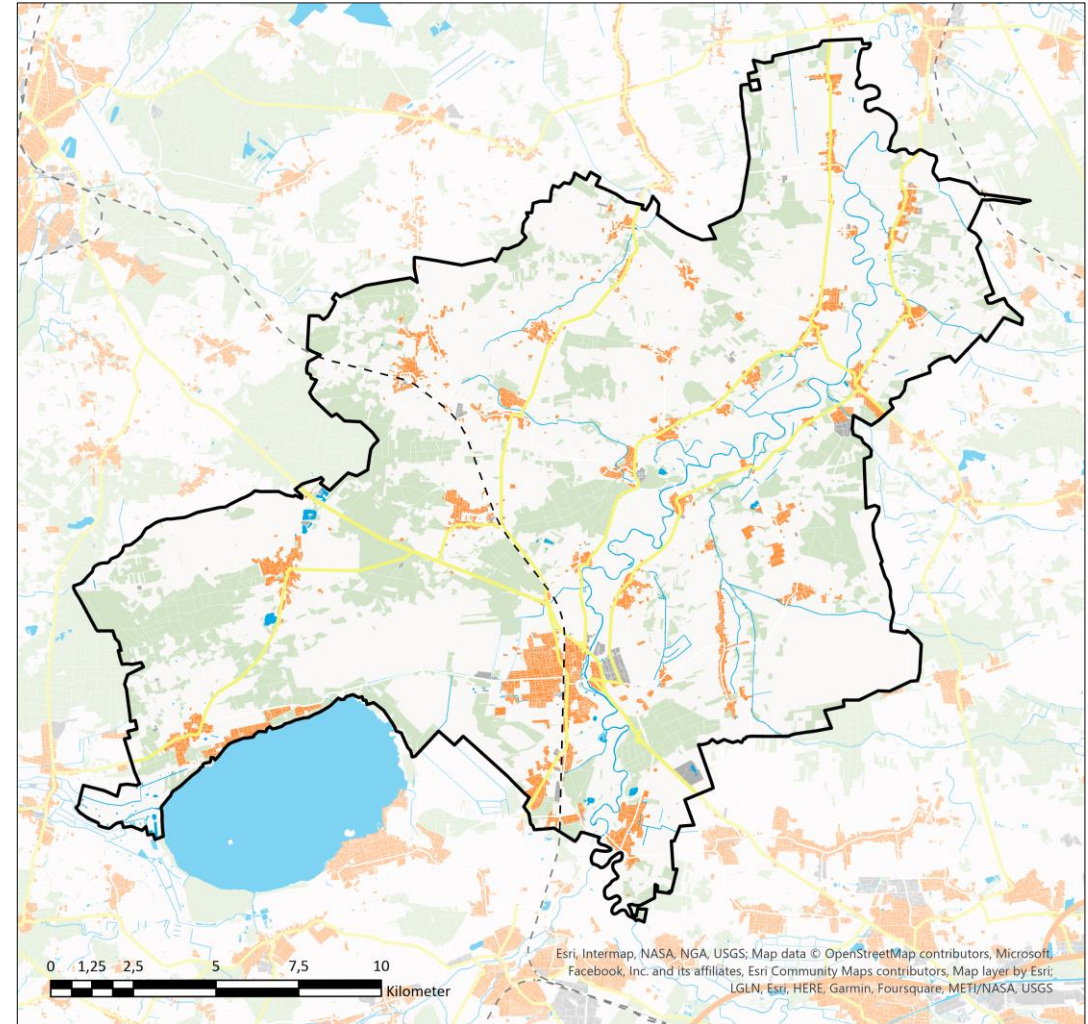 0 1,25 2,5 5 7,5 10
Kilometer
Esri, Intermap, NASA, NGA, USGS; Map data © OpenStreetMap contributors, Microsoft,
Facebook, Inc. and its affiliates, Esri Community Maps contributors, Map layer by Esri;
LGLN, Esri, HERE, Garmin, Foursquare, METI/NASA, USGS